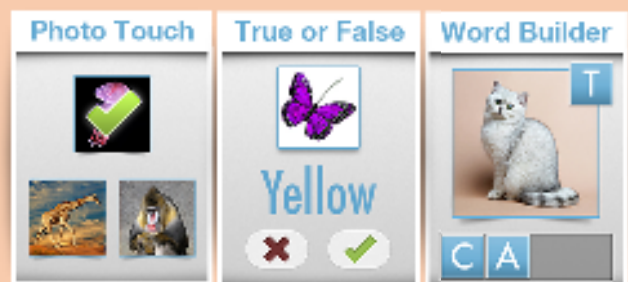 Photo Touch
True or False
Word Builder
T
Yellow
C A